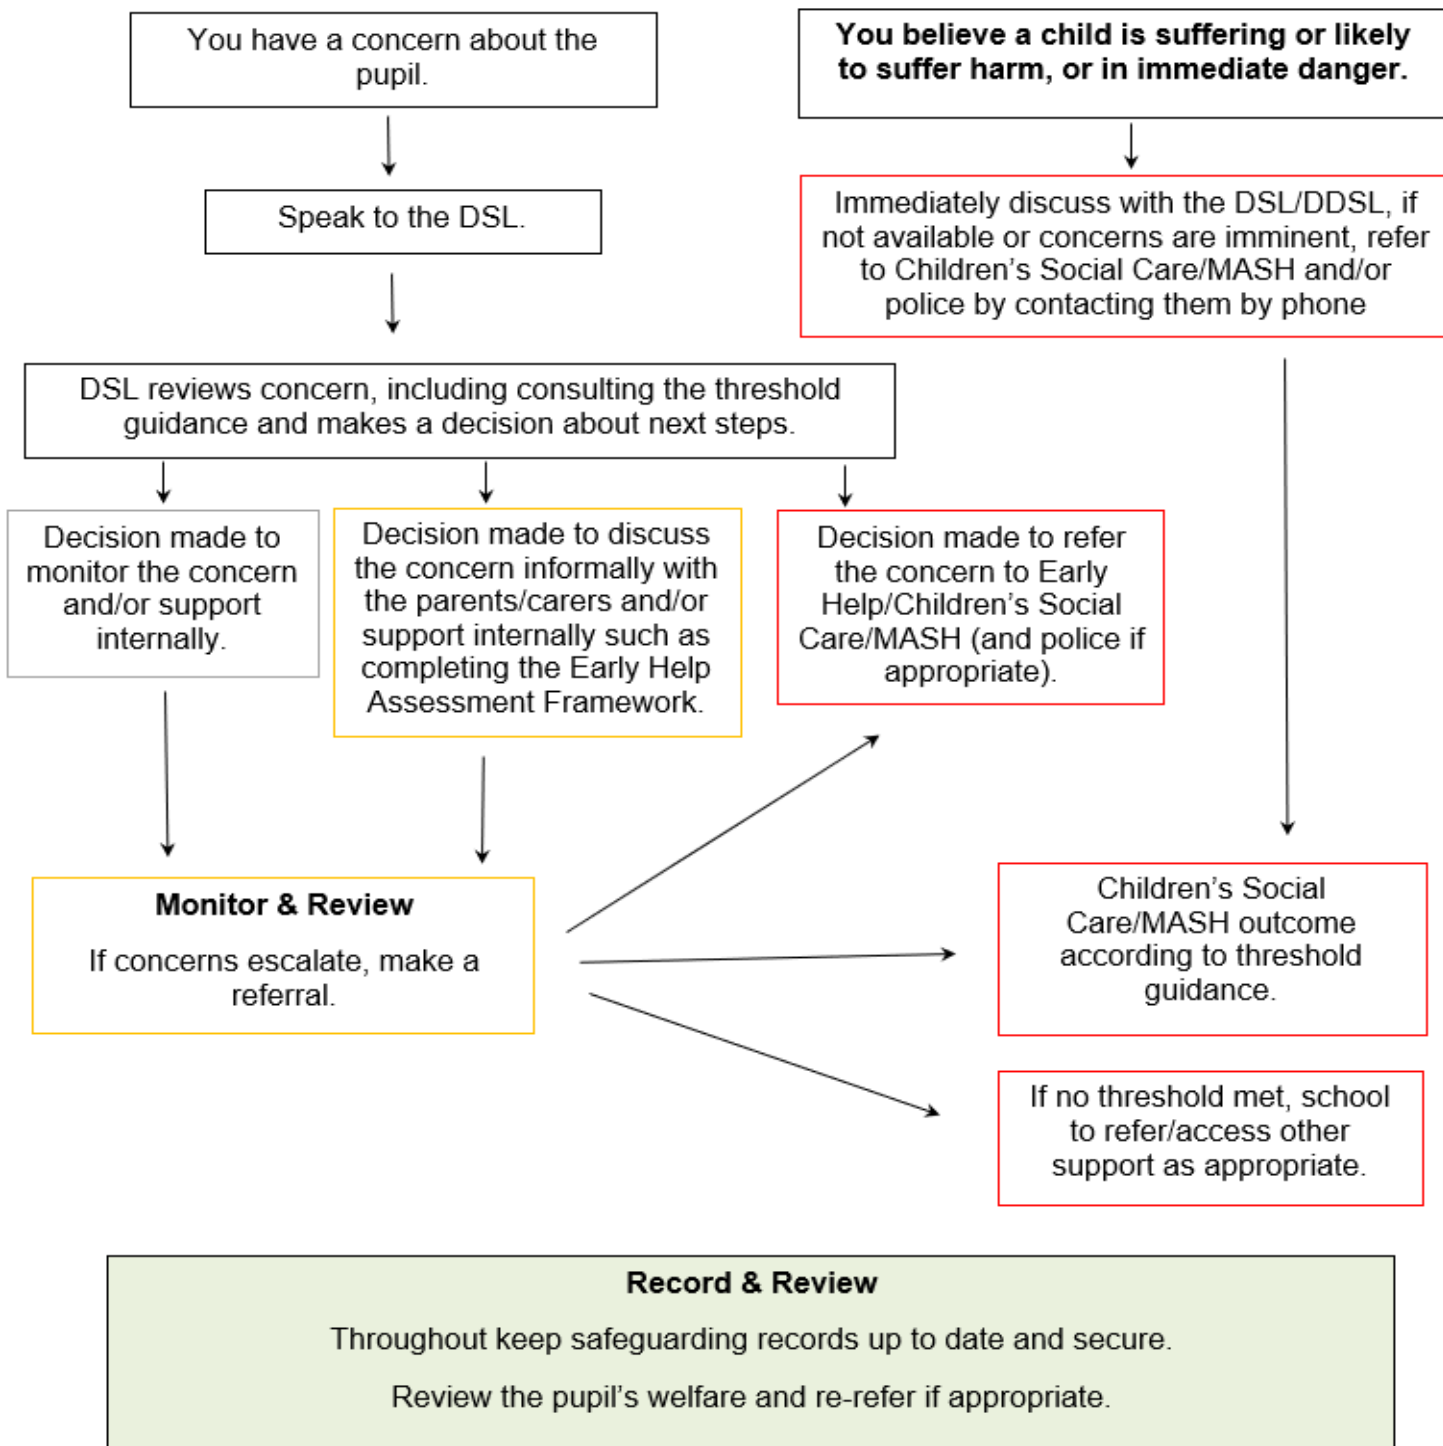 You have a concern about the
pupil.
You believe a child is suffering or likely
to suffer harm, or in immediate danger.
Speak to the DSL.
Immediately discuss with the DSL/DDSL, if
not available or concerns are imminent, refer
to Children’s Social Care/MASH and/or
police by contacting them by phone
DSL reviews concern, including consulting the threshold
guidance and makes a decision about next steps.
Decision made to
monitor the concern
and/or support
internally.
Decision made to discuss
the concern informally with
the parents/carers and/or
support internally such as
completing the Early Help
Assessment Framework.
Decision made to refer
the concern to Early
Help/Children’s Social
Care/MASH (and police if
appropriate).
Monitor & Review
If concerns escalate, make a
referral.
Children’s Social
Care/MASH outcome
according to threshold
guidance.
If no threshold met, school
to refer/access other
support as appropriate.
Record & Review
Throughout keep safeguarding records up to date and secure.
Review the pupil’s welfare and re-refer if appropriate.